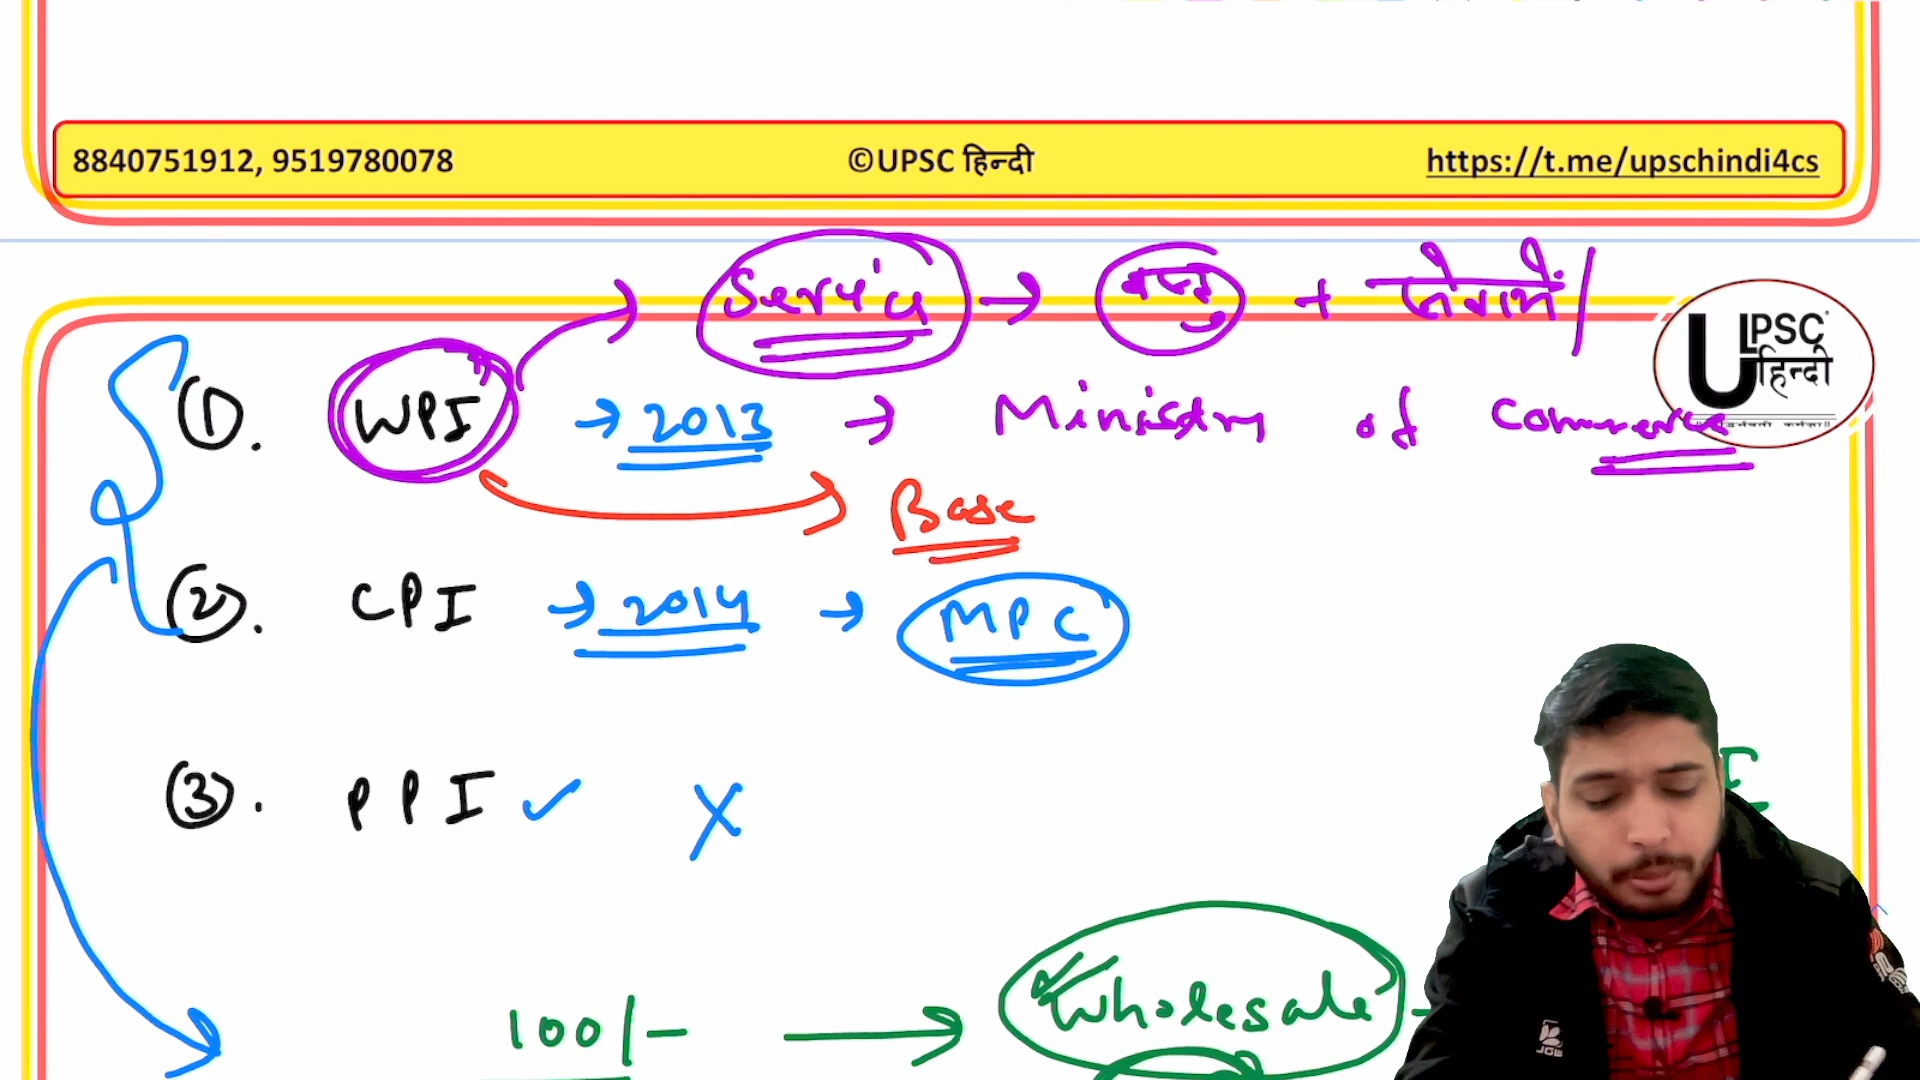 8840751912, 9519780078 ©UPSC हिन्दी https://t.me/upschindi4cs
Service → वस्तु + सेवायें
UPSC हिन्दी
①. WPI → 2013 → Ministry of Commerce
Base
②. CPI → 2014 → MPC
③. PPI ✓ X
100/- → Wholesale